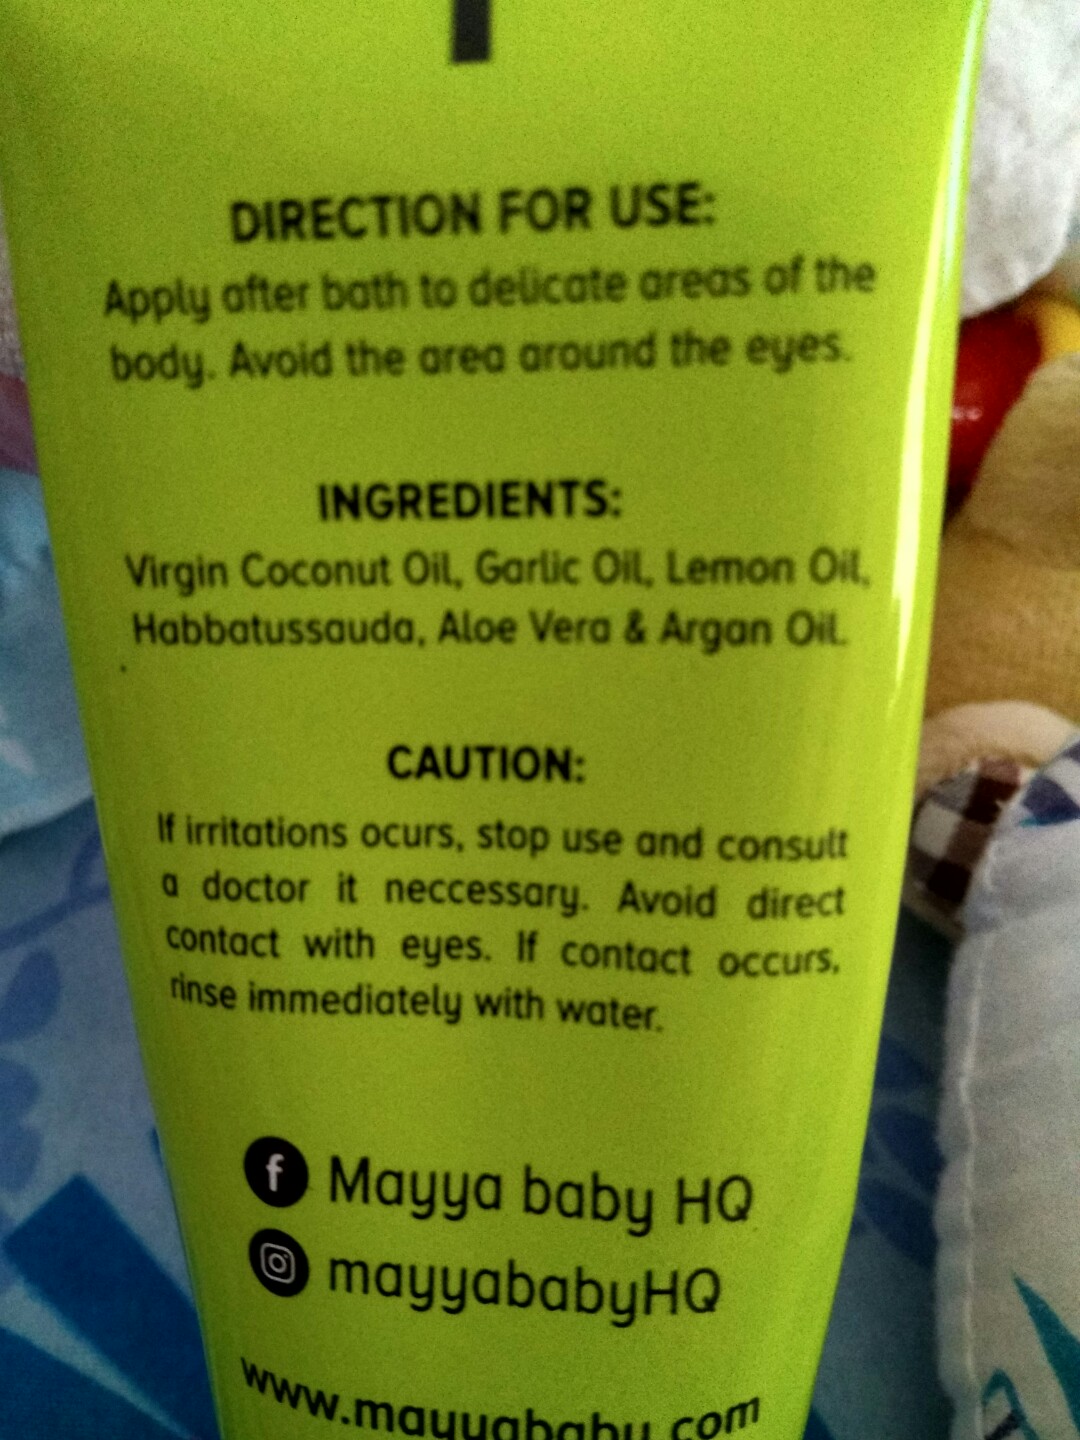 DIRECTION FOR USE:
Apply after bath to delicate areas of the
body. Avoid the area around the eyes.
INGREDIENTS:
Virgin Coconut Oil, Garlic Oil, Lemon Oil,
Habbatussauda, Aloe Vera & Argan Oil.
CAUTION:
If irritations ocurs, stop use and consult
a doctor it neccessary. Avoid direct
contact with eyes. If contact occurs,
rinse immediately with water.
Mayya baby HQ
mayyababyHQ
www.mayyababy.com